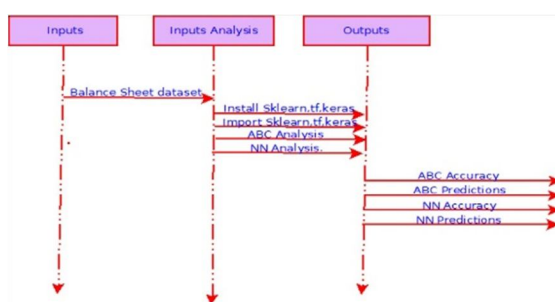 Inputs
Inputs Analysis
Outputs
Balance Sheet dataset
Install Sklearn.tf.keras
Import Sklearn.tf.keras
ABC Analysis
NN Analysis.
ABC Accuracy
ABC Predictions
NN Accuracy
NN Predictions